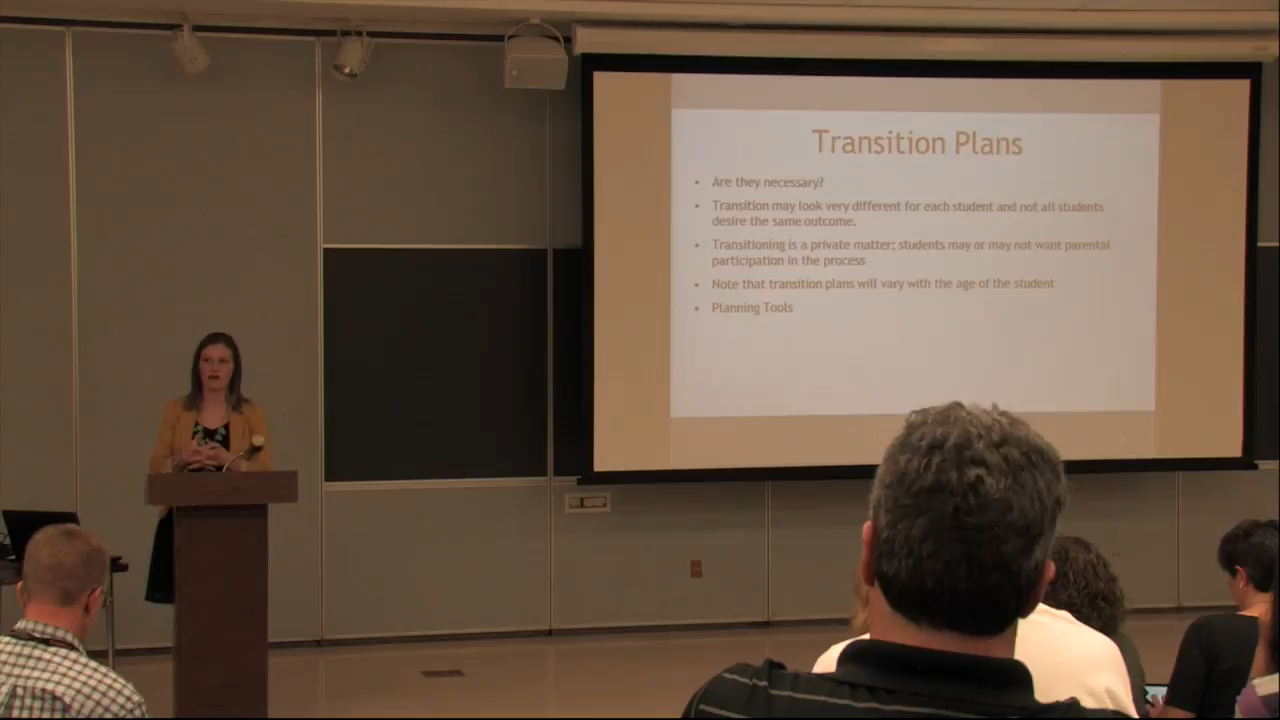 Transition Plans
• Are they necessary?
• Transition may look very different for each student and not all students
desire the same outcome.
• Transitioning is a private matter; students may or may not want parental
participation in the process
• Note that transition plans will vary with the age of the student
• Planning Tools